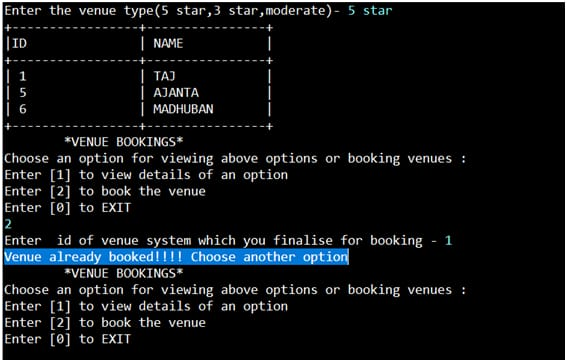 Enter the venue type(5 star,3 star,moderate)- 5 star
+----------------+---------------+
|ID              | NAME          |
+----------------+---------------+
| 1              | TAJ           |
| 5              | AJANTA        |
| 6              | MADHUBAN      |
+----------------+---------------+
*VENUE BOOKINGS*
Choose an option for viewing above options or booking venues :
Enter [1] to view details of an option
Enter [2] to book the venue
Enter [0] to EXIT
2
Enter  id of venue system which you finalise for booking - 1
Venue already booked!!!! Choose another option
*VENUE BOOKINGS*
Choose an option for viewing above options or booking venues :
Enter [1] to view details of an option
Enter [2] to book the venue
Enter [0] to EXIT